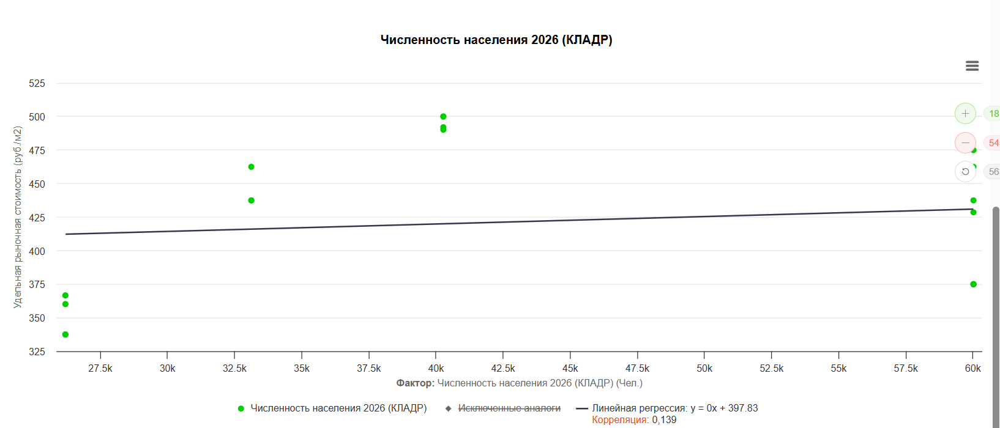 Численность населения 2026 (КЛАДР)
525
500
475
450
425
400
375
350
325
Удельная рыночная стоимость (руб./м2)
18
54
56
27.5k 30k 32.5k 35k 37.5k 40k 42.5k 45k 47.5k 50k 52.5k 55k 57.5k 60k
Фактор: Численность населения 2026 (КЛАДР) (Чел.)
Численность населения 2026 (КЛАДР) Исключенные аналоги Линейная регрессия: y = 0x + 397.83
Корреляция: 0,139